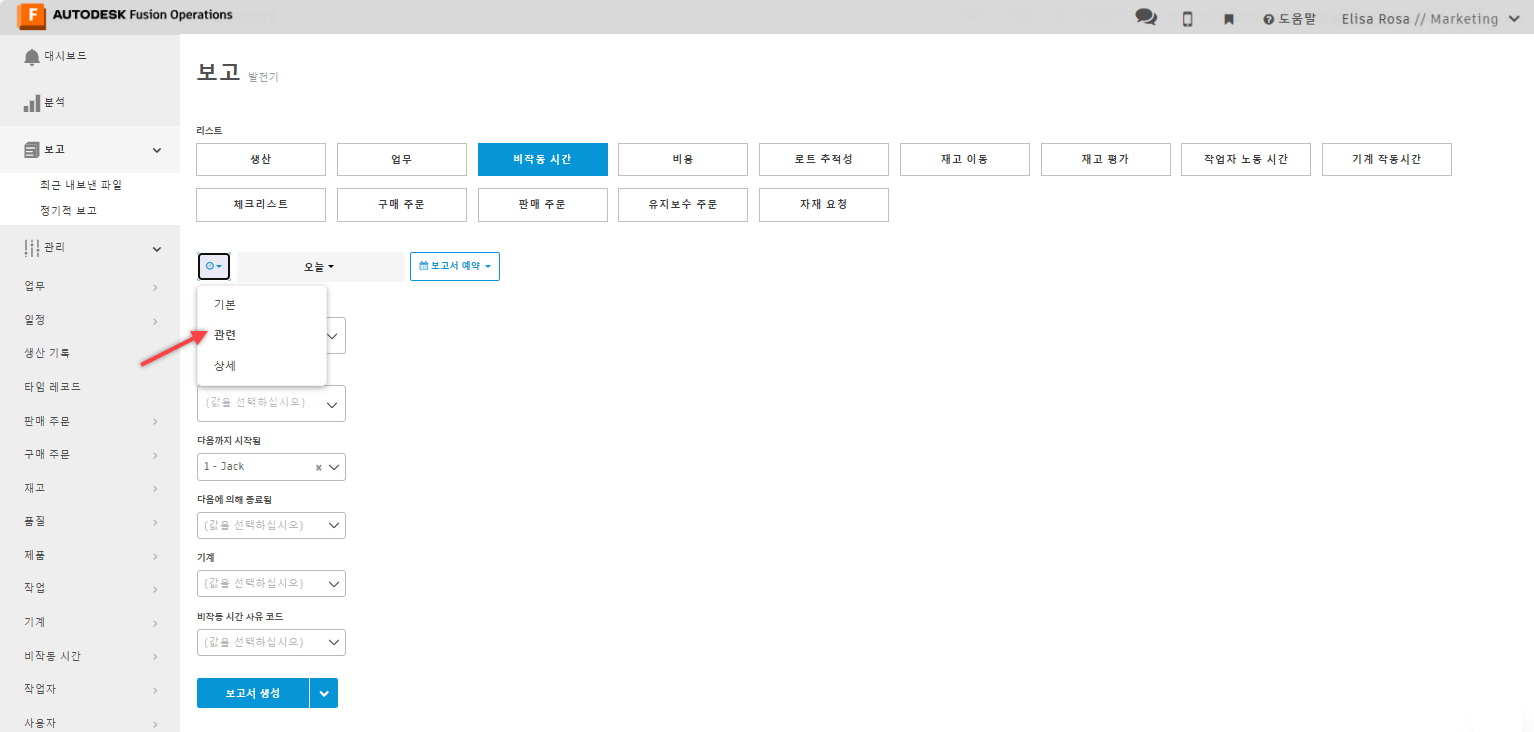 F AUTODESK Fusion Operations
도움말
Elisa Rosa // Marketing
대시보드
분석
보고
최근 내보낸 파일
정기적 보고
관리
업무
일정
생산 기록
타임 레코드
판매 주문
구매 주문
재고
품질
제품
작업
기계
비작동 시간
작업자
사용자
보고 발전기
리스트
생산 업무 비작동 시간 비용 로트 추적성 재고 이동 재고 평가 작업자 노동 시간 기계 작동시간
체크리스트 구매 주문 판매 주문 유지보수 주문 자재 요청
오늘 보고서 예약
기본
관련
상세
(값을 선택하십시오)
다음까지 시작됨
1 - Jack ×
다음에 의해 종료됨
(값을 선택하십시오)
기계
(값을 선택하십시오)
비작동 시간 사유 코드
(값을 선택하십시오)
보고서 생성